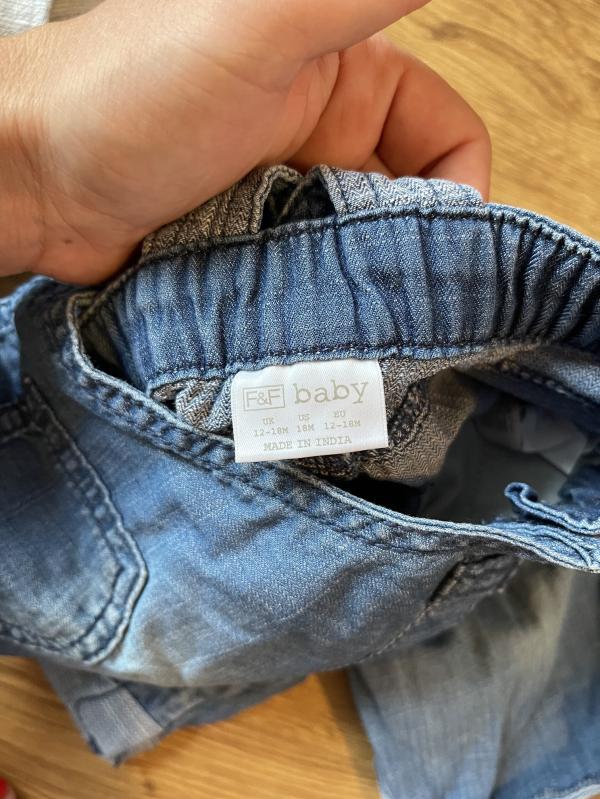 F&F baby
UK US EU
12-18M 18M 12-18M
MADE IN INDIA